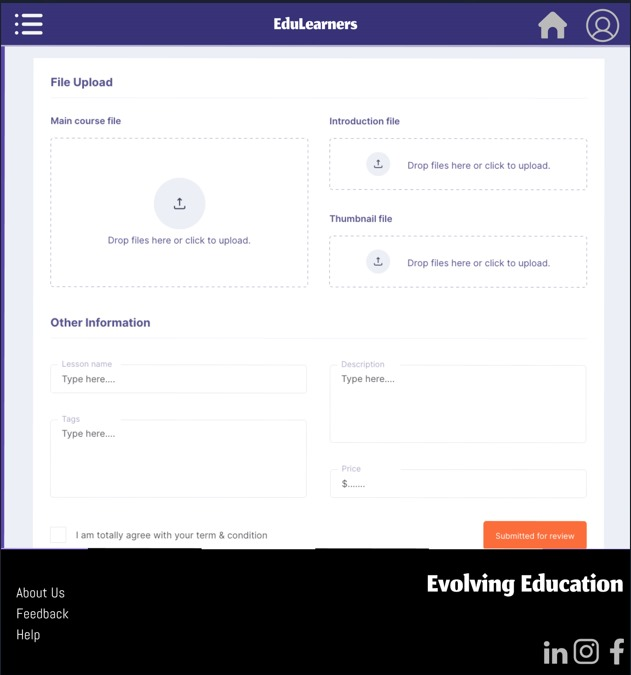 EduLearners
File Upload
Main course file
Introduction file
Drop files here or click to upload.
Drop files here or click to upload.
Thumbnail file
Drop files here or click to upload.
Other Information
Lesson name
Type here....
Description
Type here....
Tags
Type here....
Price
$.......
I am totally agree with your term & condition
Submitted for review
Evolving Education
About Us
Feedback
Help
in
f